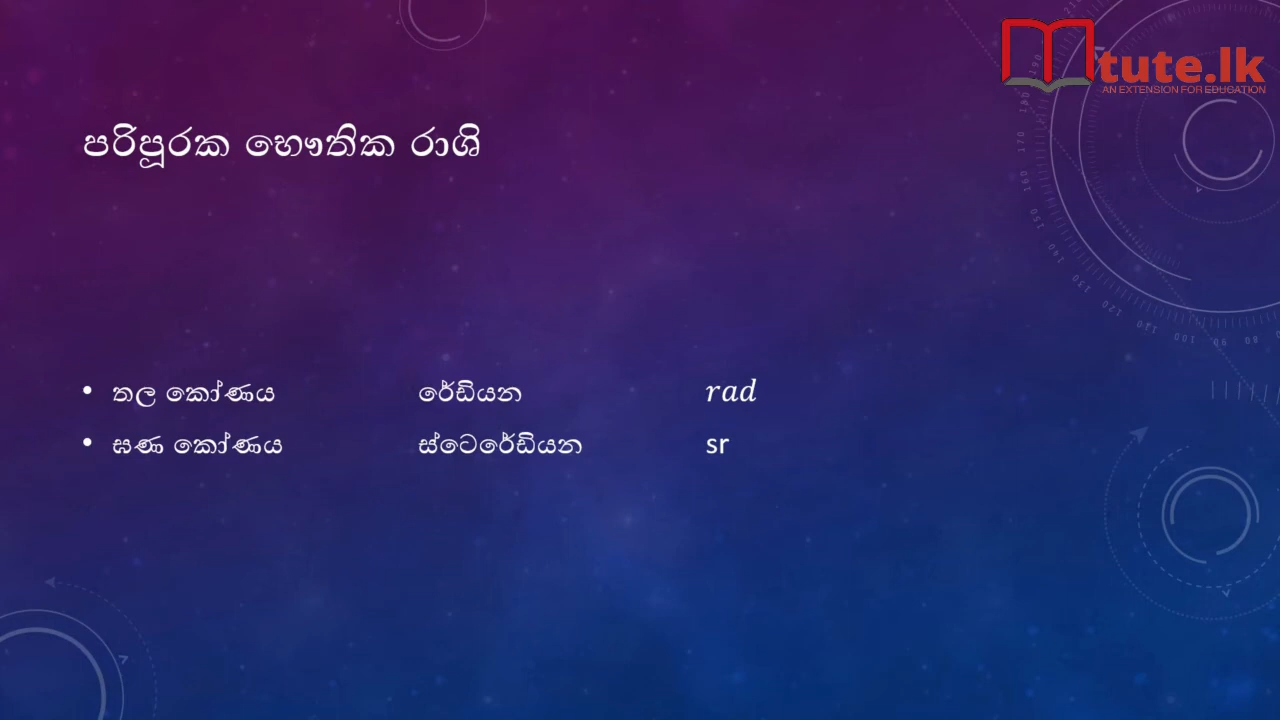 tute.lk
AN EXTENSION FOR EDUCATION
පරිපූරක භෞතික රාශි
• තල කෝණය රේඩියන rad
• ඝණ කෝණය ස්ටෙරේඩියන sr